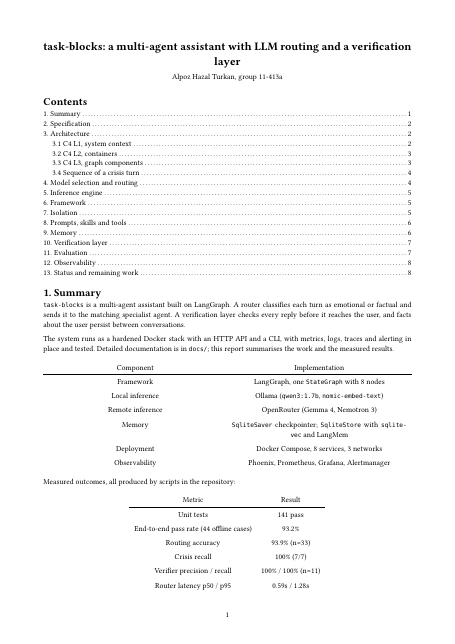 task-blocks: a multi-agent assistant with LLM routing and a verification
layer
Alpoz Hazal Turkan, group 11-413a
Contents
1. Summary 1
2. Specification 2
3. Architecture 2
3.1 C4 L1, system context 2
3.2 C4 L2, containers 3
3.3 C4 L3, graph components 3
3.4 Sequence of a crisis turn 4
4. Model selection and routing 4
5. Inference engine 5
6. Framework 5
7. Isolation 5
8. Prompts, skills and tools 6
9. Memory 6
10. Verification layer 7
11. Evaluation 7
12. Observability 8
13. Status and remaining work 8
1. Summary
task-blocks is a multi-agent assistant built on LangGraph. A router classifies each turn as emotional or factual and
sends it to the matching specialist agent. A verification layer checks every reply before it reaches the user, and facts
about the user persist between conversations.
The system runs as a hardened Docker stack with an HTTP API and a CLI, with metrics, logs, traces and alerting in
place and tested. Detailed documentation is in docs/; this report summarises the work and the measured results.
Component Implementation
Framework LangGraph, one StateGraph with 8 nodes
Local inference Ollama (qwen3:1.7b, nomic-embed-text)
Remote inference OpenRouter (Gemma 4, Nemotron 3)
Memory SqliteSaver checkpointer; SqliteStore with sqlite-
vec and LangMem
Deployment Docker Compose, 8 services, 3 networks
Observability Phoenix, Prometheus, Grafana, Alertmanager
Measured outcomes, all produced by scripts in the repository:
Metric Result
Unit tests 141 pass
End-to-end pass rate (44 offline cases) 93.2%
Routing accuracy 93.9% (n=33)
Crisis recall 100% (7/7)
Verifier precision / recall 100% / 100% (n=11)
Router latency p50 / p95 0.59s / 1.28s
1